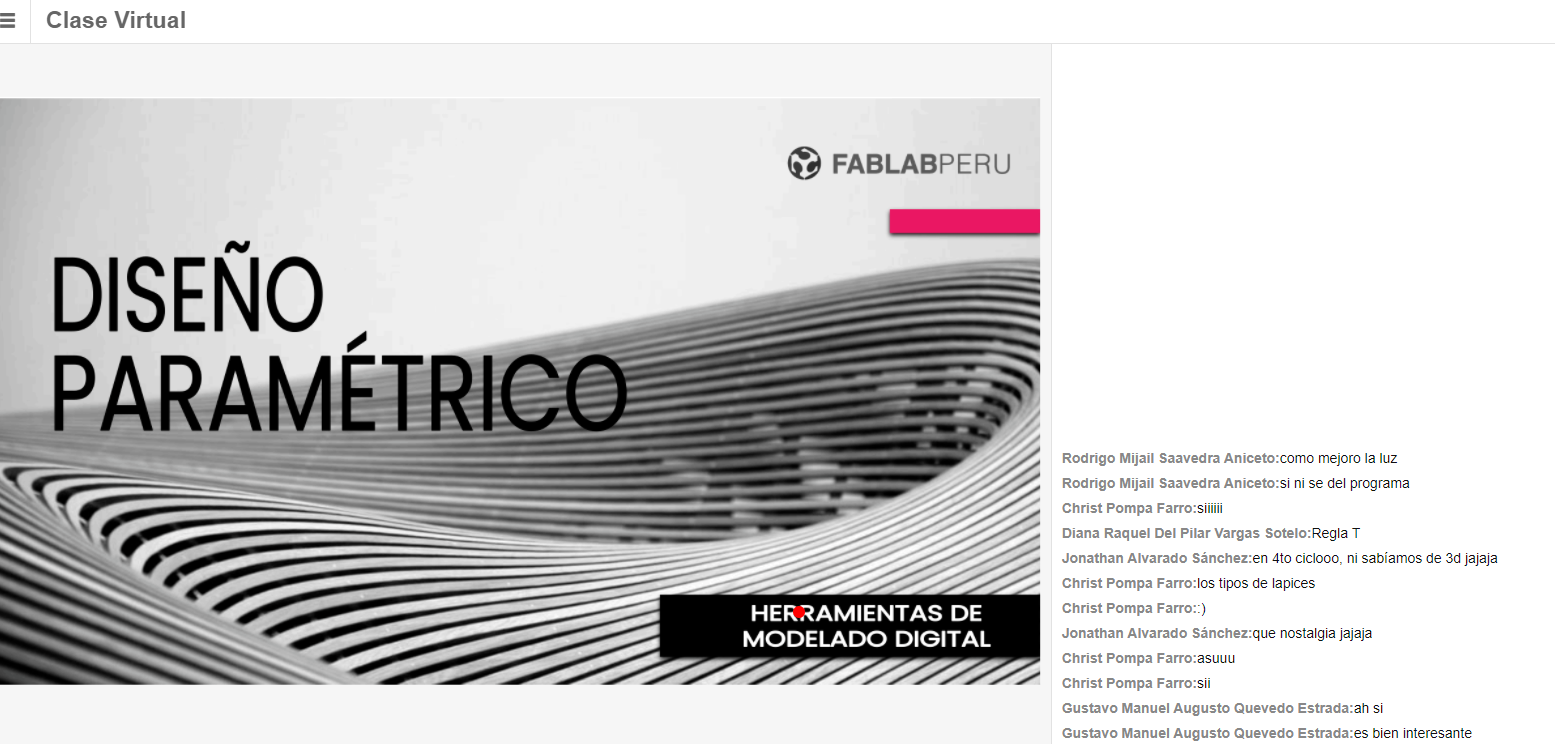 Clase Virtual
FABLABPERU
DISEÑO
PARAMÉTRICO
HERRAMIENTAS DE
MODELADO DIGITAL
Rodrigo Mijail Saavedra Aniceto:como mejoro la luz
Rodrigo Mijail Saavedra Aniceto:si ni se del programa
Christ Pompa Farro:siiiiii
Diana Raquel Del Pilar Vargas Sotelo:Regla T
Jonathan Alvarado Sánchez:en 4to ciclooo, ni sabíamos de 3d jajaja
Christ Pompa Farro:los tipos de lapices
Christ Pompa Farro::)
Jonathan Alvarado Sánchez:que nostalgia jajaja
Christ Pompa Farro:asuuu
Christ Pompa Farro:sii
Gustavo Manuel Augusto Quevedo Estrada:ah si
Gustavo Manuel Augusto Quevedo Estrada:es bien interesante